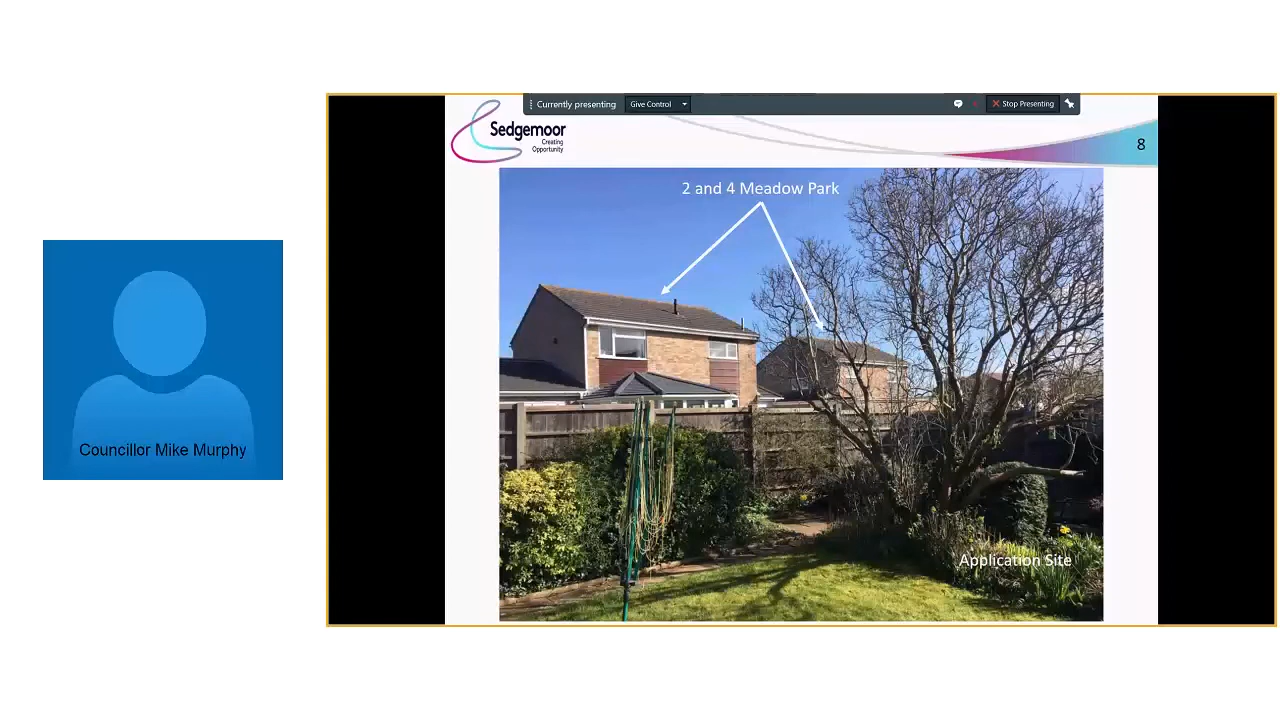 Currently presenting
Give Control
Stop Presenting
Sedgemoor
Creating
Opportunity
8
2 and 4 Meadow Park
Councillor Mike Murphy
Application Site